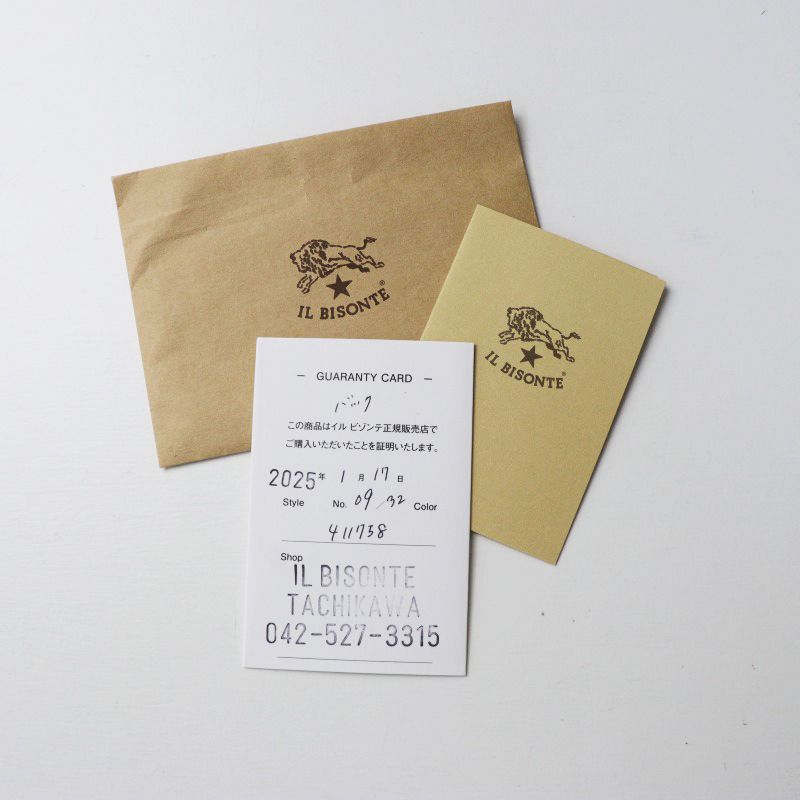 IL BISONTE®
IL BISONTE®
— GUARANTY CARD —
バック
この商品はイル ビゾンテ正規販売店で
ご購入いただいたことを証明いたします。
2025年 1月 17日
Style No. 09/32 Color
411738
Shop
IL BISONTE
TACHIKAWA
042-527-3315